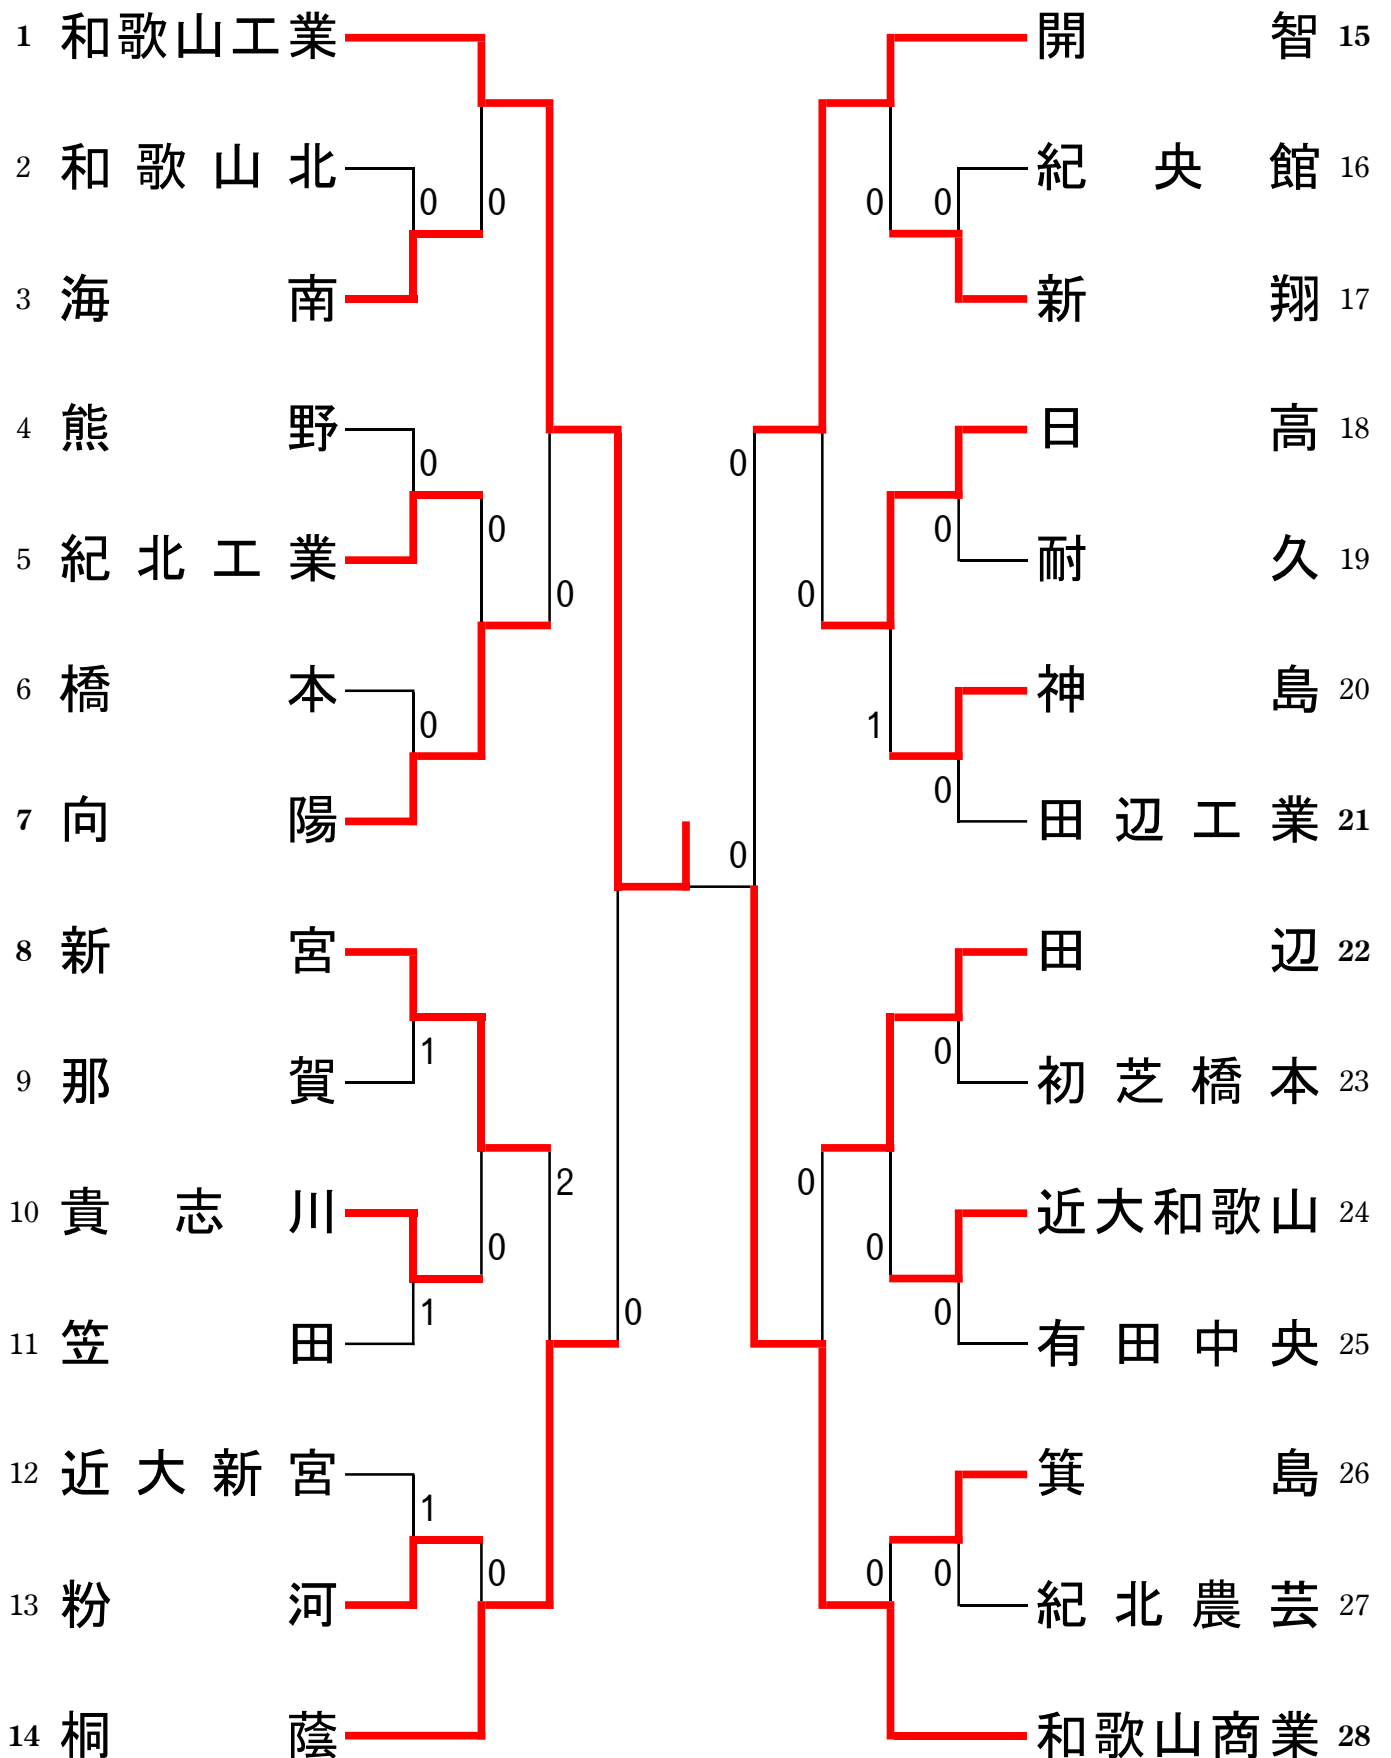 1 和歌山工業
2 和歌山北
0
0
3 海南
4 熊野
0
5 紀北工業
0
0
6 橋本
0
7 向陽
8 新宮
1
9 那賀
2
10 貴志川
0
1
11 笠田
0
12 近大新宮
1
0
13 粉河
14 桐蔭
0
0
開智 15
紀央館 16
0
0
新翔 17
日高 18
0
耐久 19
0
神島 20
1
0
田辺工業 21
田辺 22
0
初芝橋本 23
0
近大和歌山 24
0
0
有田中央 25
箕島 26
0
0
紀北農芸 27
和歌山商業 28